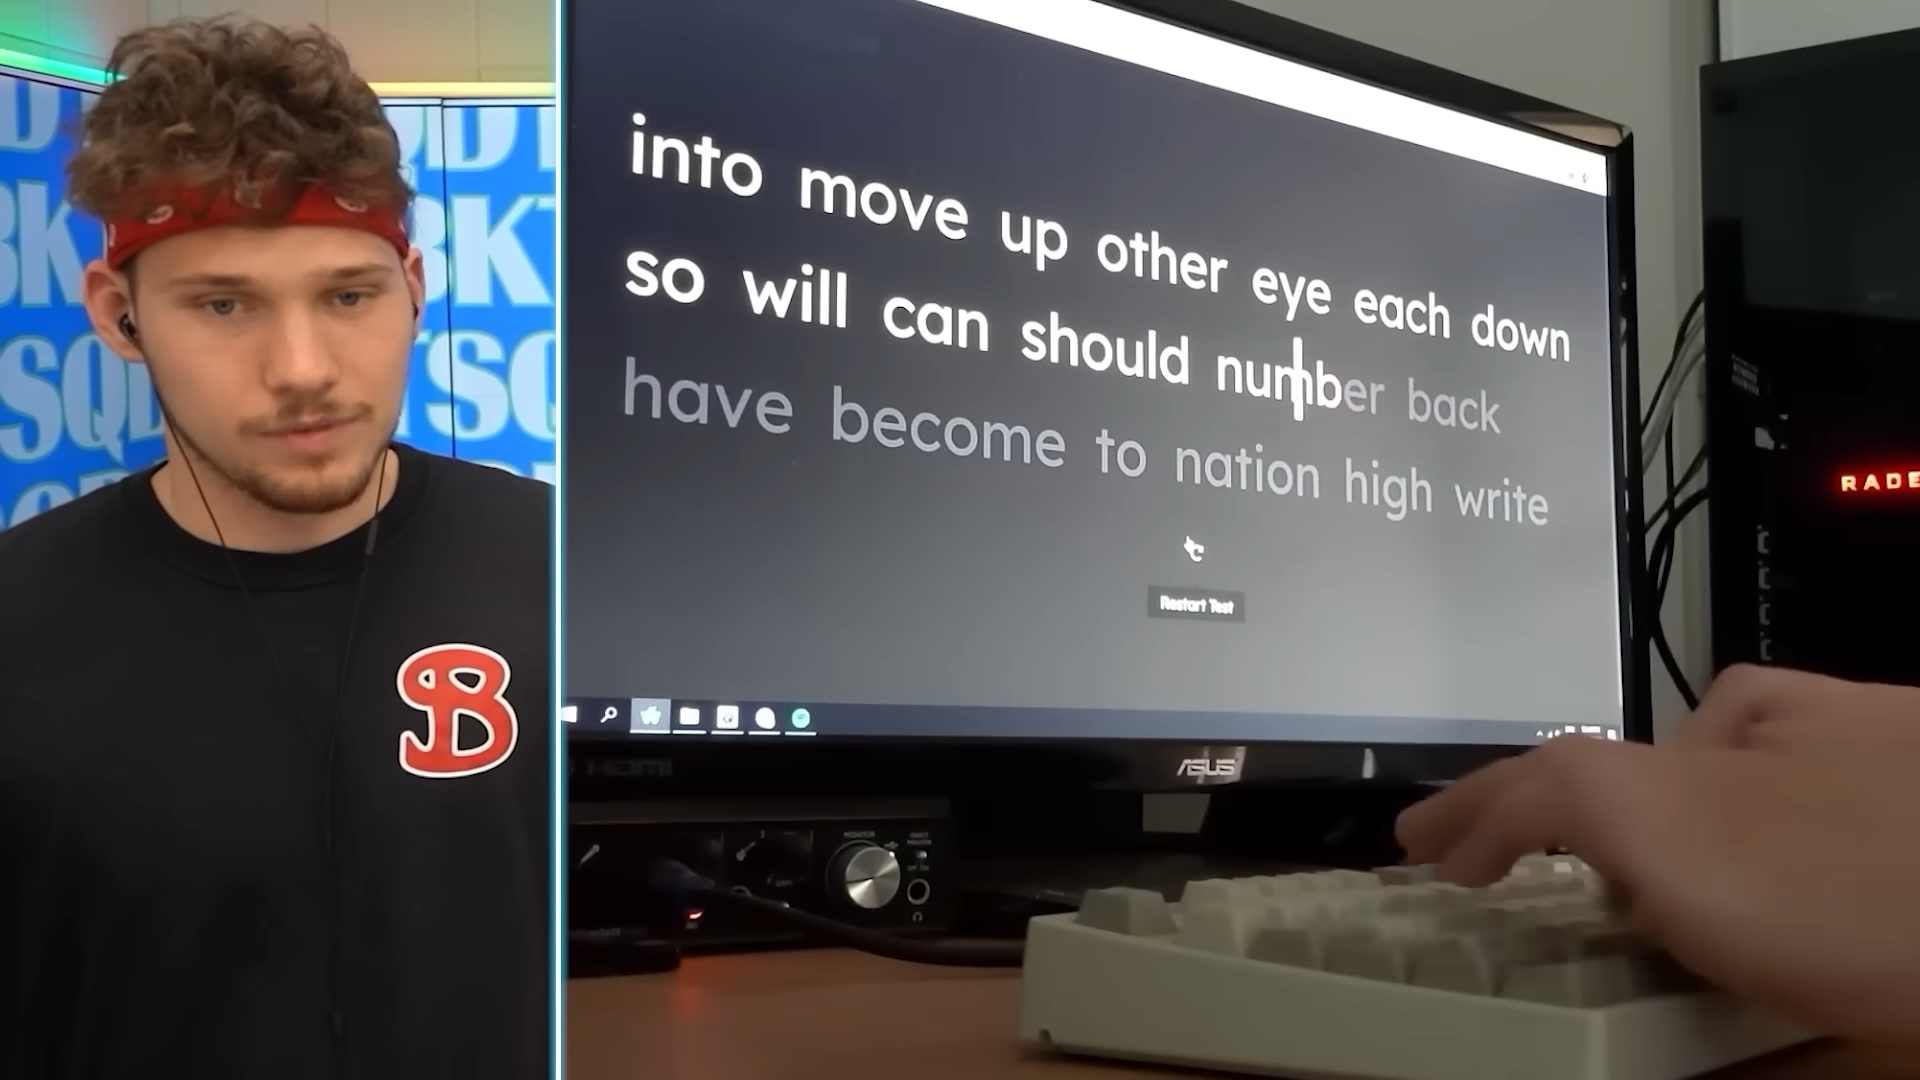 into move up other eye each down
so will can should number back
have become to nation high write
Restart Test
HDMI
ASUS
RADE
B